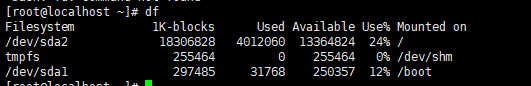 [root@localhost ~]# df
Filesystem 1K-blocks Used Available Use% Mounted on
/dev/sda2 18306828 4012060 13364824 24% /
tmpfs 255464 0 255464 0% /dev/shm
/dev/sda1 297485 31768 250357 12% /boot
[root@localhost ~]#